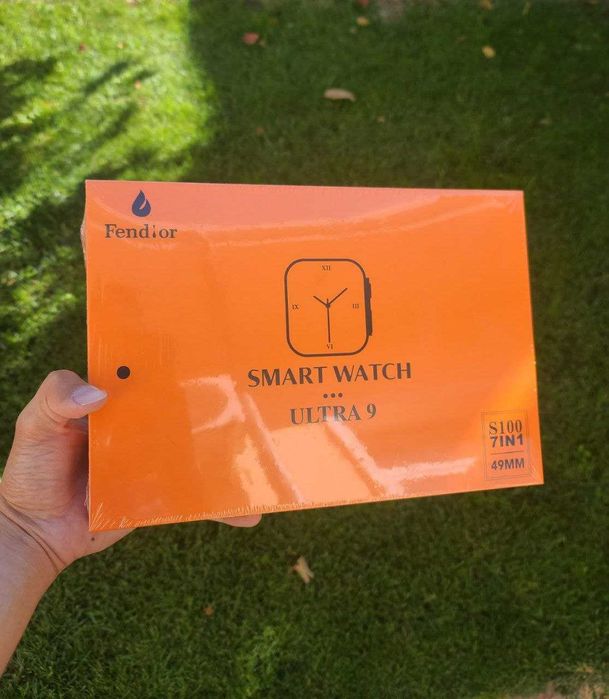 Fendior
XII
IX
III
VI
SMART WATCH
ULTRA 9
S100
7IN1
49MM